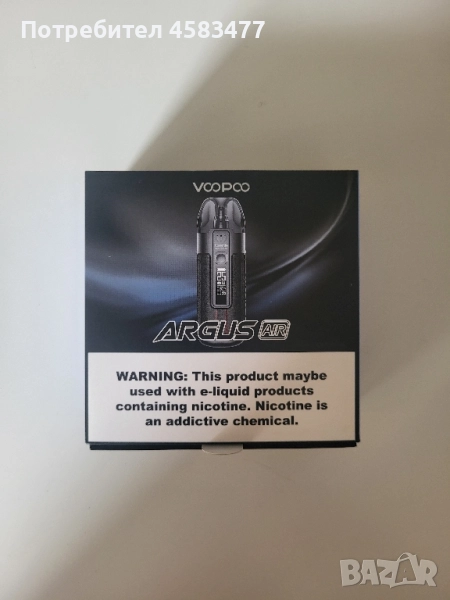 Потребител 4583477
VOOPOO
ARGUS AIR
WARNING: This product maybe
used with e-liquid products
containing nicotine. Nicotine is
an addictive chemical.
BAZAR